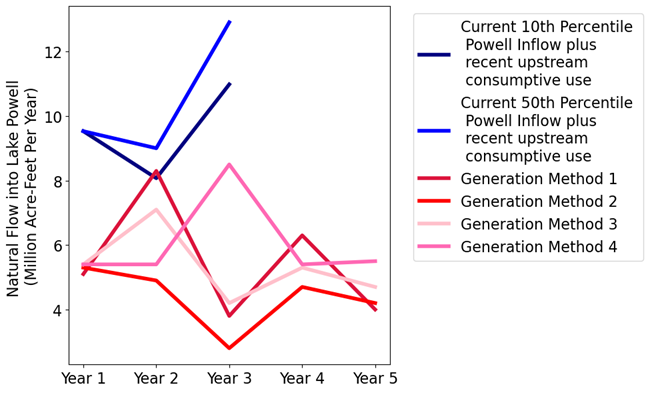 Natural Flow into Lake Powell
(Million Acre-Feet Per Year)
12
10
8
6
4
Year 1
Year 2
Year 3
Year 4
Year 5
Current 10th Percentile
Powell Inflow plus
recent upstream
consumptive use
Current 50th Percentile
Powell Inflow plus
recent upstream
consumptive use
Generation Method 1
Generation Method 2
Generation Method 3
Generation Method 4